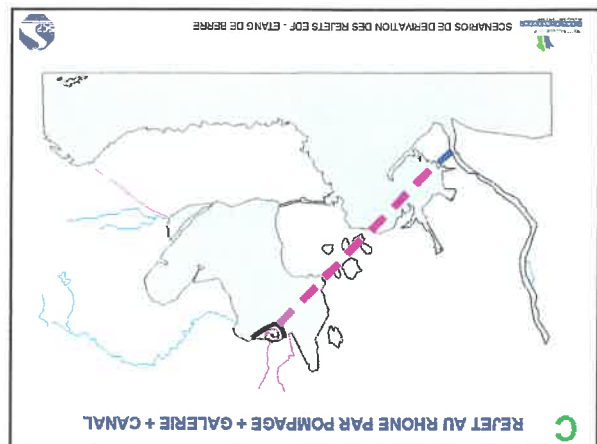 C
REJET AU RHONE PAR POMPAGE + GALERIE + CANAL
SCENARIOS DE DERIVATION DES REJETS EDF - ETANG DE BERRE